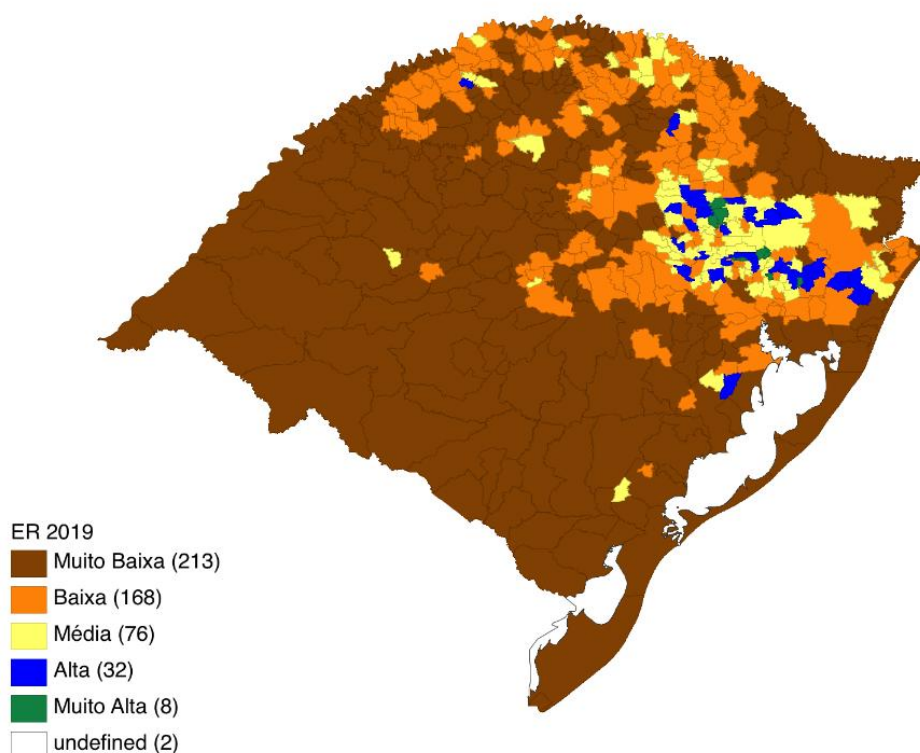 ER 2019
Muito Baixa (213)
Baixa (168)
Média (76)
Alta (32)
Muito Alta (8)
undefined (2)